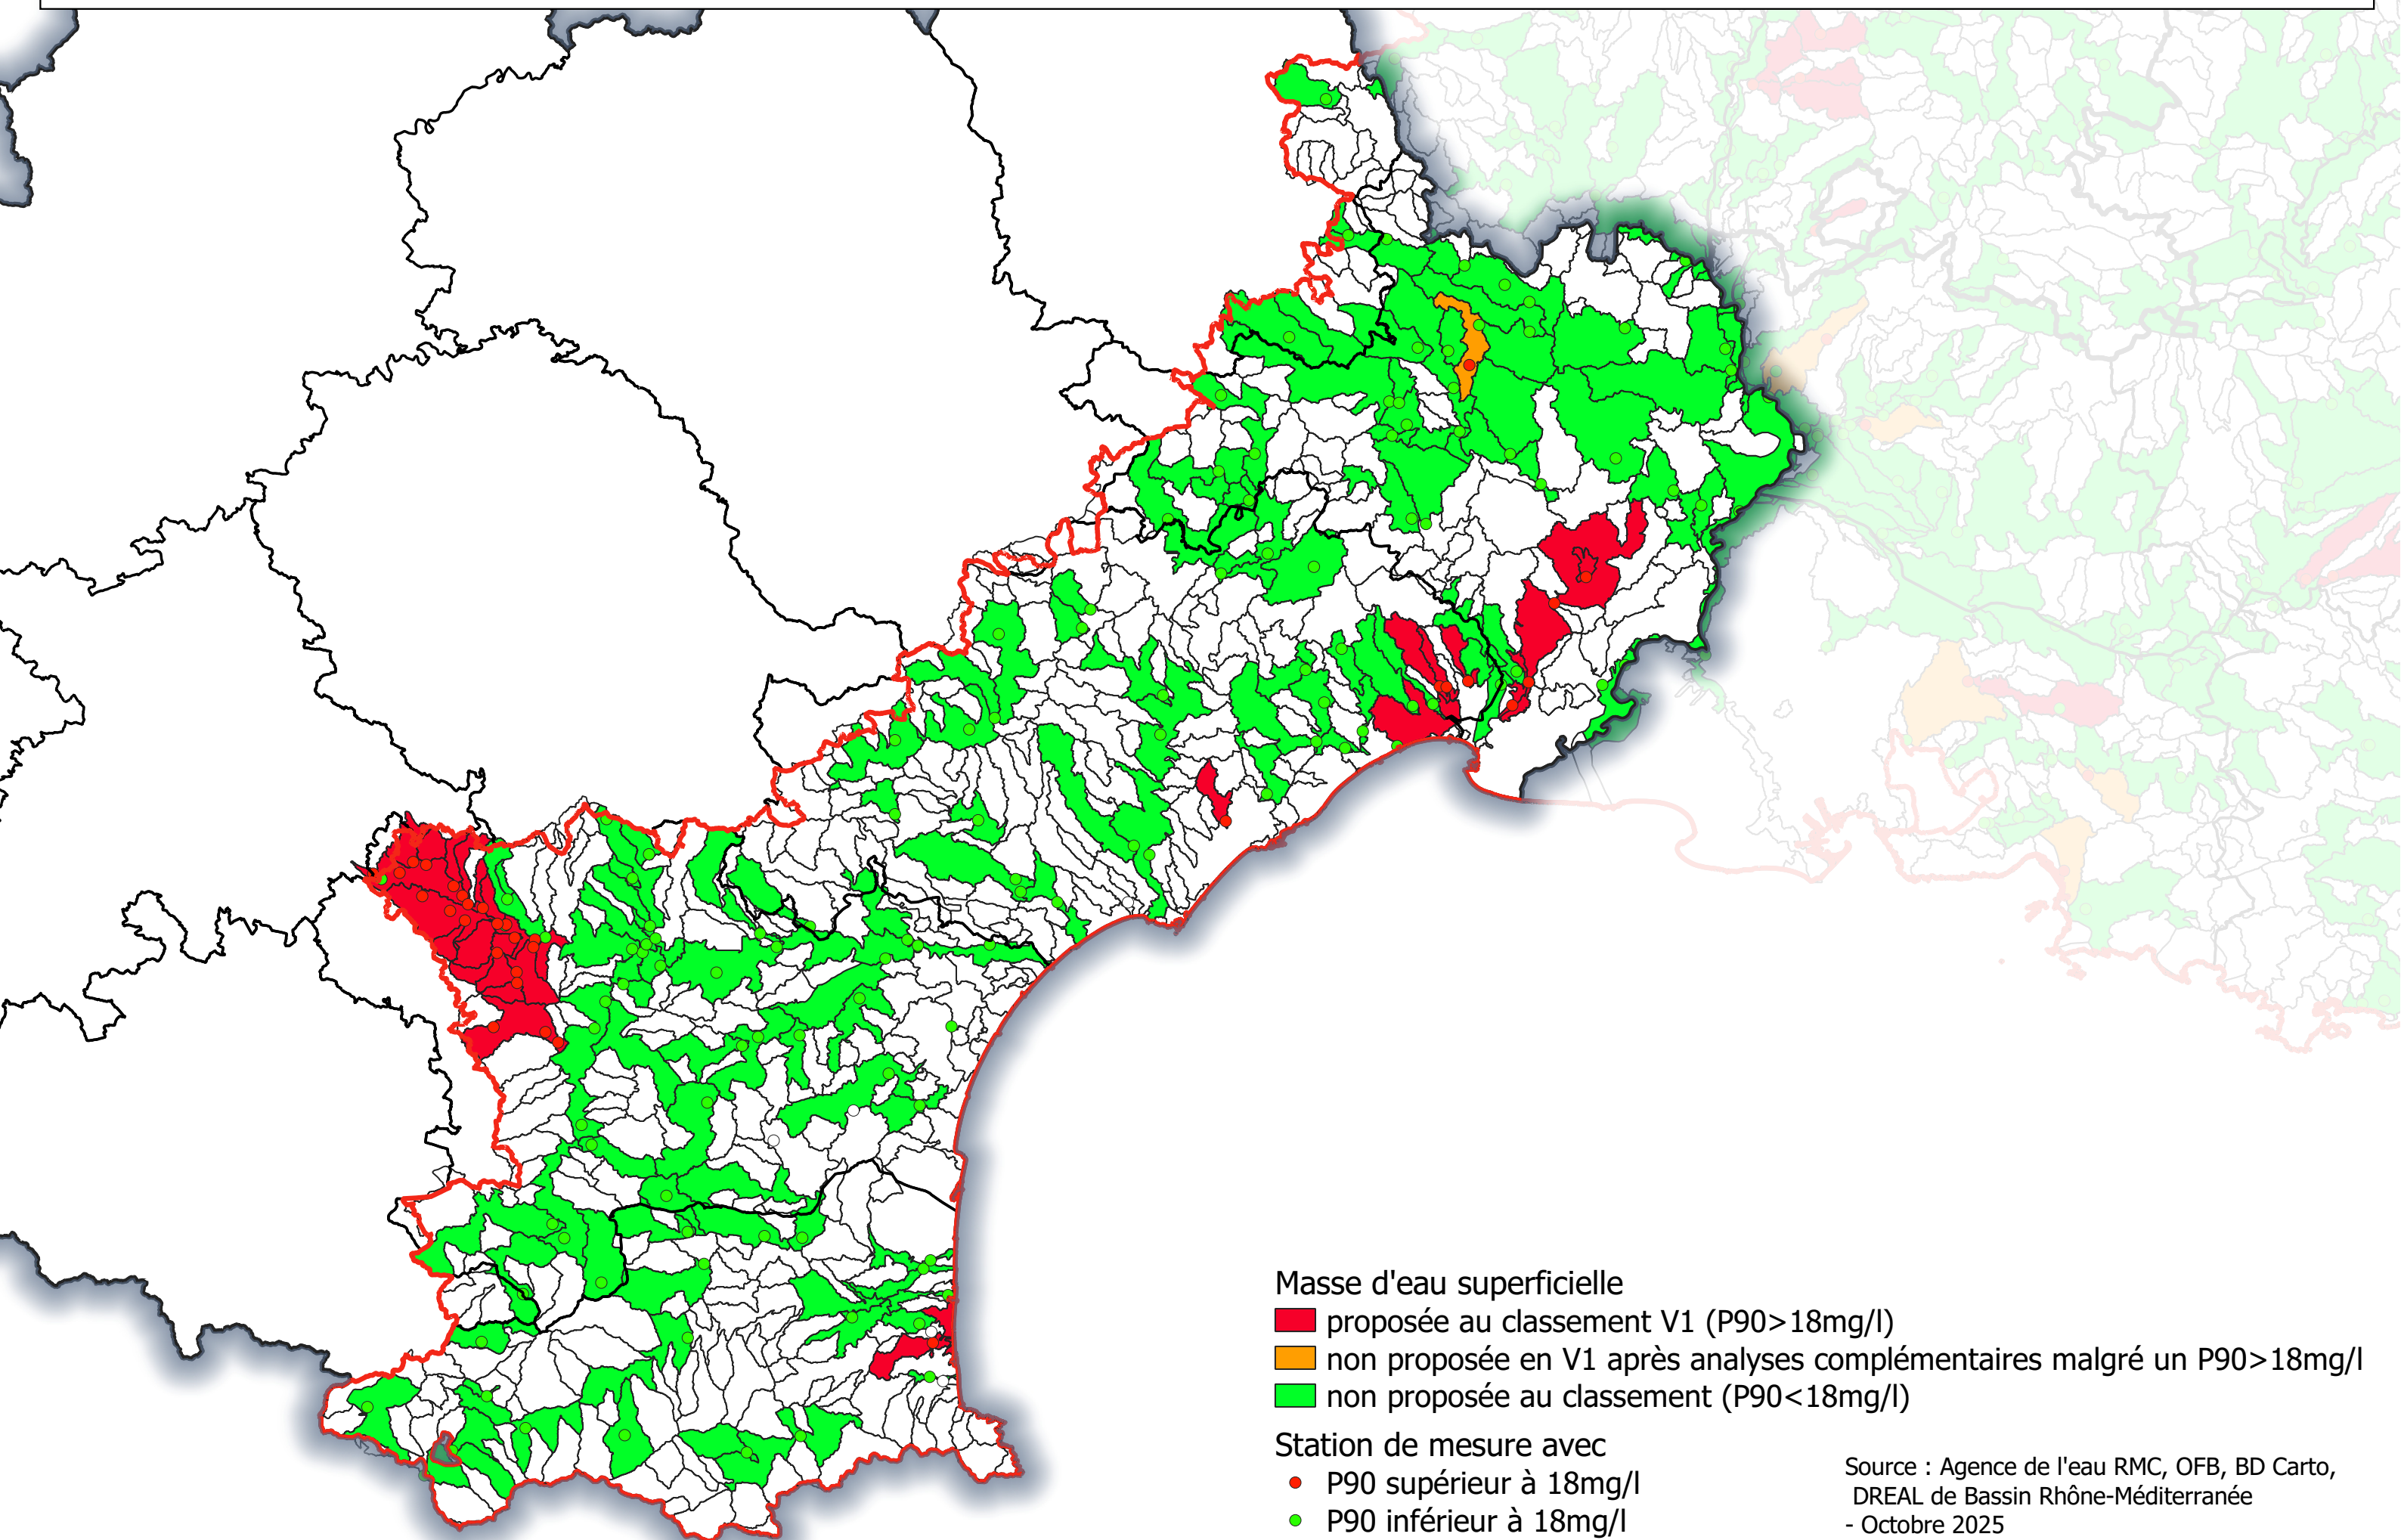 Masse d'eau superficielle
proposée au classement V1 (P90>18mg/l)
non proposée en V1 après analyses complémentaires malgré un P90>18mg/l
non proposée au classement (P90<18mg/l)
Station de mesure avec
P90 supérieur à 18mg/l
P90 inférieur à 18mg/l
Source : Agence de l'eau RMC, OFB, BD Carto,
DREAL de Bassin Rhône-Méditerranée
- Octobre 2025